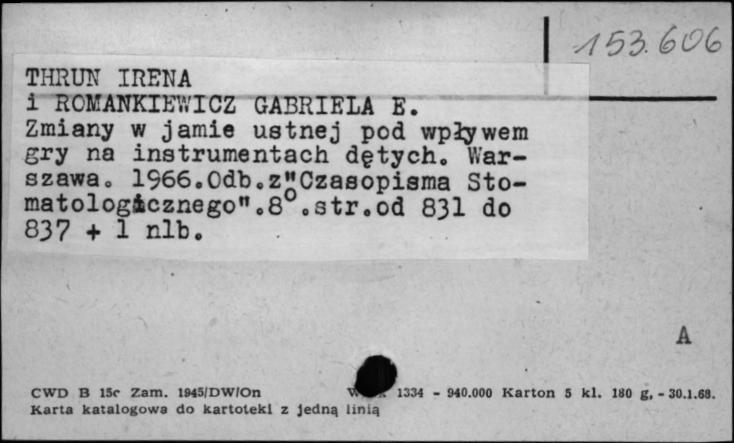 153.606
THRUN IRENA
i ROMANKIEWICZ GABRIELA E.
Zmiany w jamie ustnej pod wpływem
gry na instrumentach dętych. War-
szawa. 1966.Odb.z"Czasopisma Sto-
matologicznego".8°.str.od 831 do
837 + 1 nlb.
A
CWD B 15c Zam. 1945/DW/On 1334 - 940.000 Karton 5 kl. 180 g, - 30.1.68.
Karta katalogowa do kartoteki z jedną linią